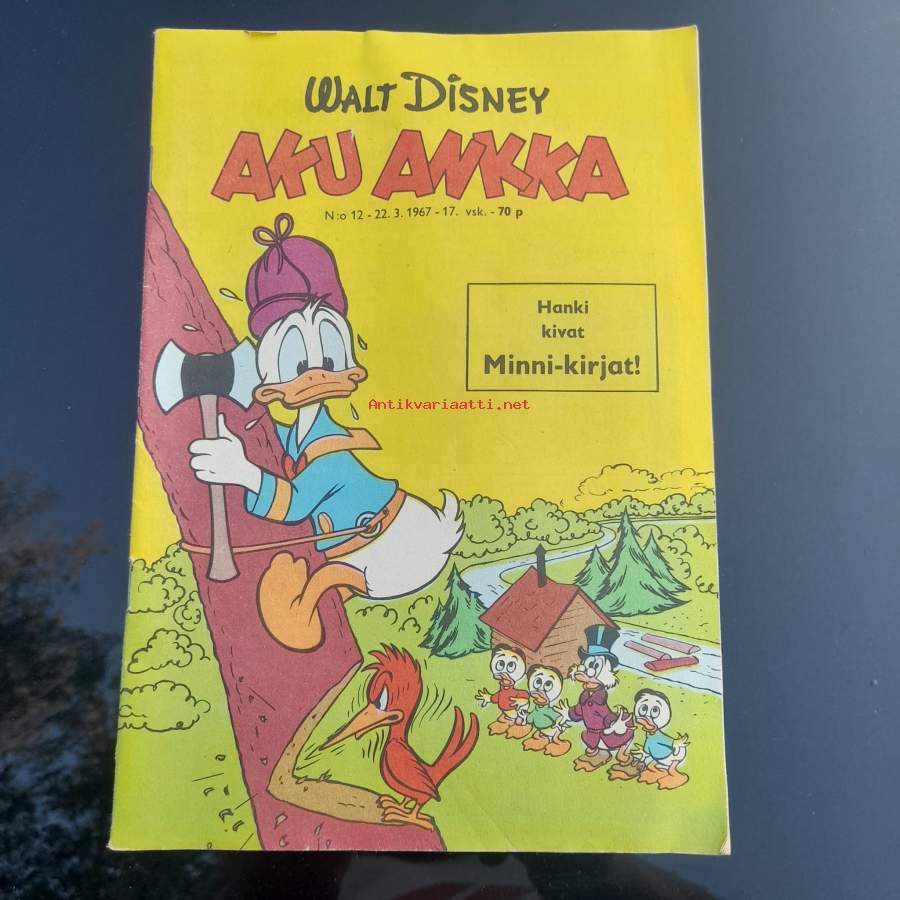 WALT DISNEY
AKU ANKKA
N:o 12 - 22. 3. 1967 - 17. vsk. - 70 p
Hanki
kivat
Minni-kirjat!
Antikvariaatti.net